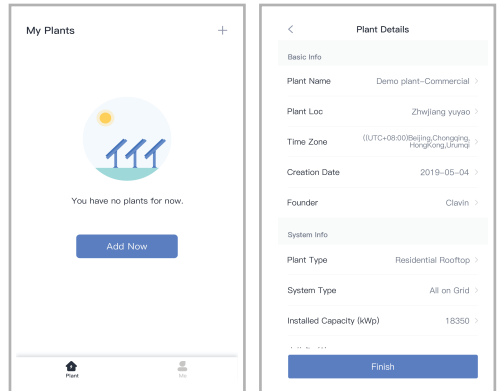 My Plants
+
You have no plants for now.
Add Now
Plant
Me
Plant Details
Basic Info
Plant Name Demo plant-Commercial
Plant Loc Zhwjiang yuyao
Time Zone ((UTC+08:00)Beijing,Chongqing,
HongKong,Urumqi
Creation Date 2019-05-04
Founder Clavin
System Info
Plant Type Residential Rooftop
System Type All on Grid
Installed Capacity (kWp) 18350
Finish